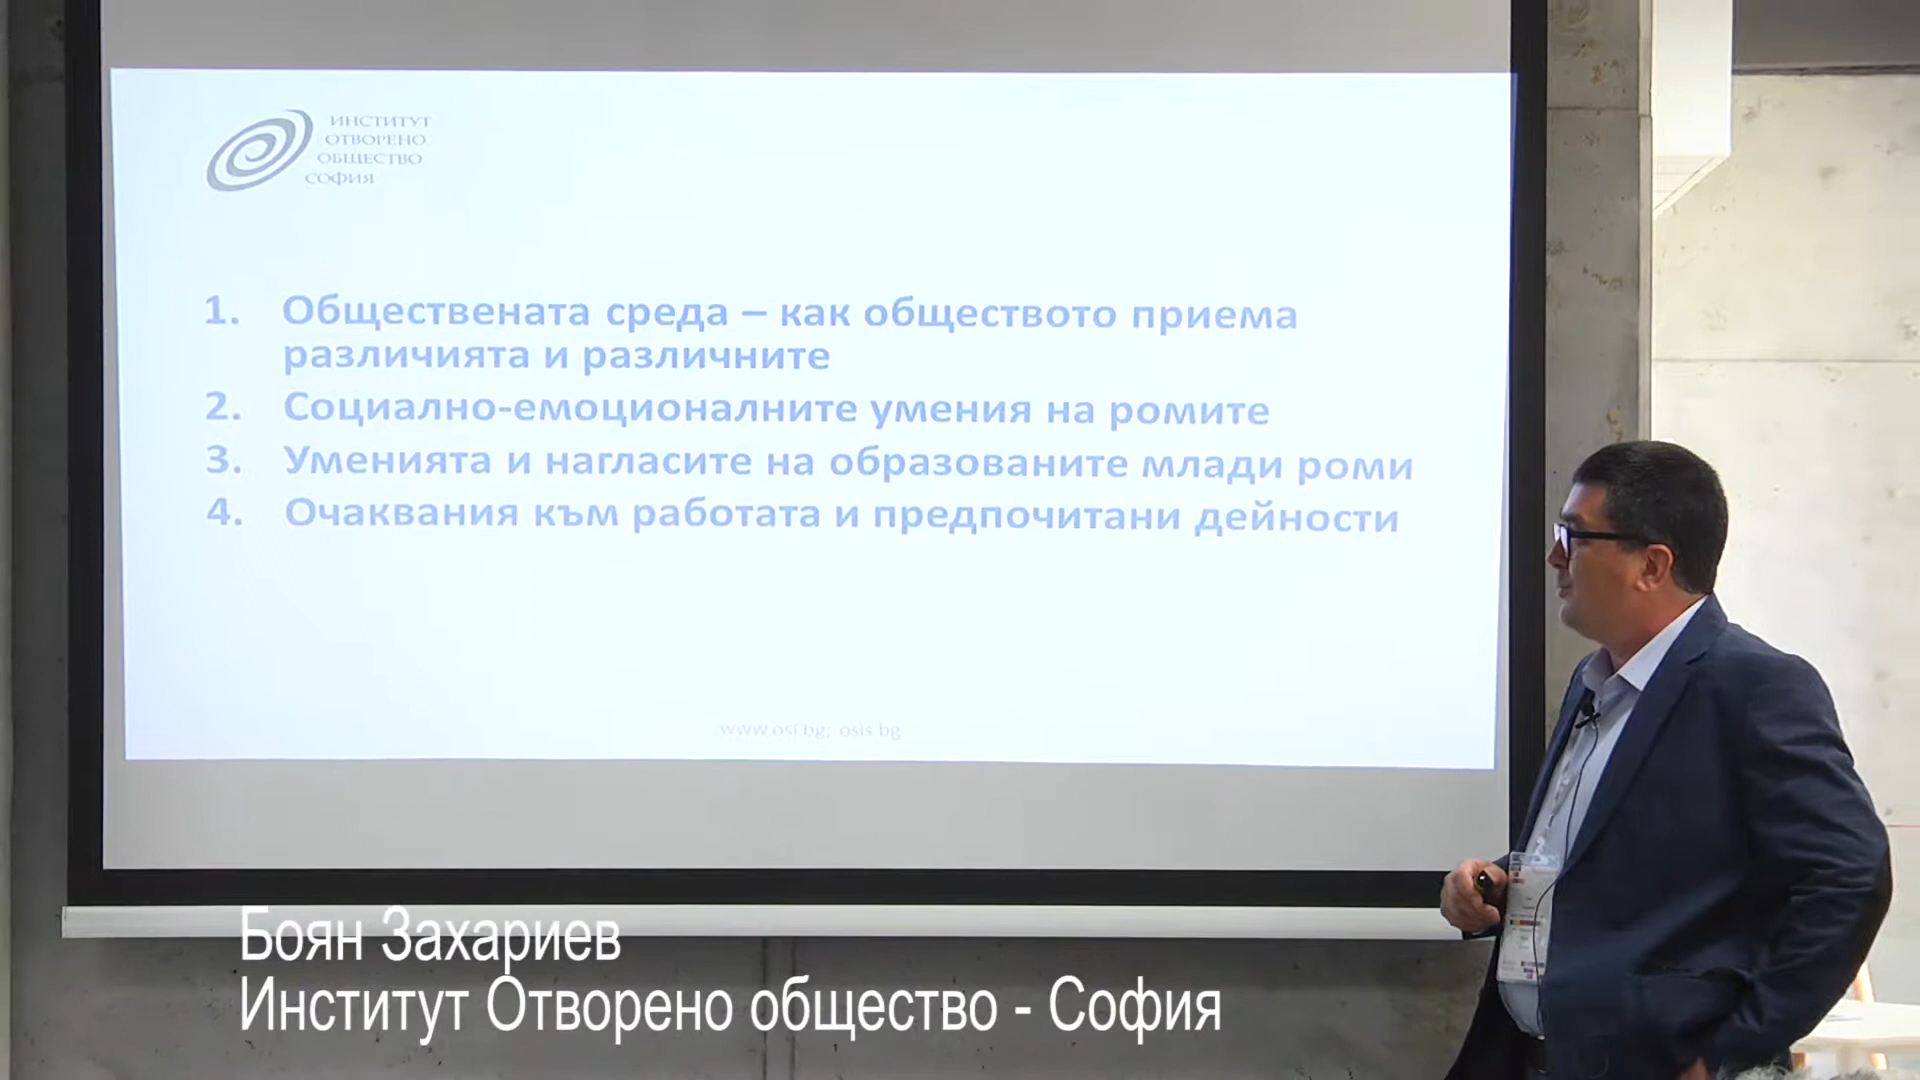 ИНСТИТУТ
ОТВОРЕНО
ОБЩЕСТВО
СОФИЯ
1. Обществената среда – как обществото приема
различията и различните
2. Социално-емоционалните умения на ромите
3. Уменията и нагласите на образованите млади роми
4. Очаквания към работата и предпочитани дейности
www.osi.bg; osis.bg
Боян Захариев
Институт Отворено общество - София